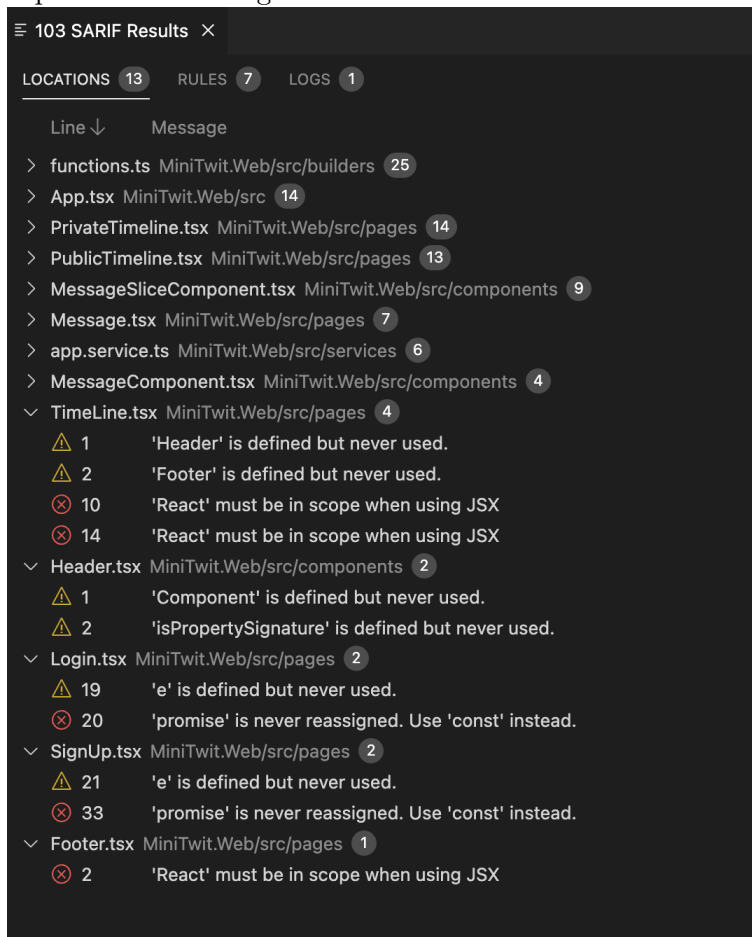 103 SARIF Results
LOCATIONS 13 RULES 7 LOGS 1
Line Message
functions.ts MiniTwit.Web/src/builders 25
App.tsx MiniTwit.Web/src 14
PrivateTimeline.tsx MiniTwit.Web/src/pages 14
PublicTimeline.tsx MiniTwit.Web/src/pages 13
MessageSliceComponent.tsx MiniTwit.Web/src/components 9
Message.tsx MiniTwit.Web/src/pages 7
app.service.ts MiniTwit.Web/src/services 6
MessageComponent.tsx MiniTwit.Web/src/components 4
TimeLine.tsx MiniTwit.Web/src/pages 4
1 'Header' is defined but never used.
2 'Footer' is defined but never used.
10 'React' must be in scope when using JSX
14 'React' must be in scope when using JSX
Header.tsx MiniTwit.Web/src/components 2
1 'Component' is defined but never used.
2 'isPropertySignature' is defined but never used.
Login.tsx MiniTwit.Web/src/pages 2
19 'e' is defined but never used.
20 'promise' is never reassigned. Use 'const' instead.
SignUp.tsx MiniTwit.Web/src/pages 2
21 'e' is defined but never used.
33 'promise' is never reassigned. Use 'const' instead.
Footer.tsx MiniTwit.Web/src/pages 1
2 'React' must be in scope when using JSX